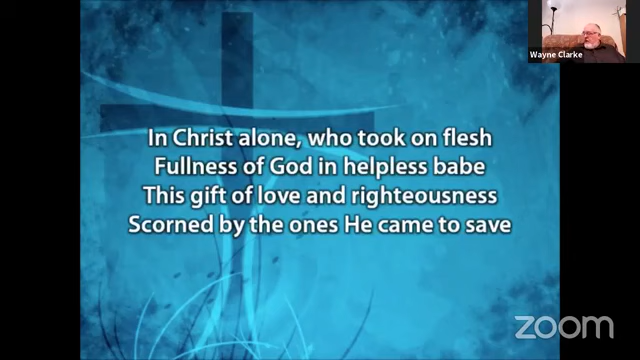 Wayne Clarke
In Christ alone, who took on flesh
Fullness of God in helpless babe
This gift of love and righteousness
Scorned by the ones He came to save
zoom